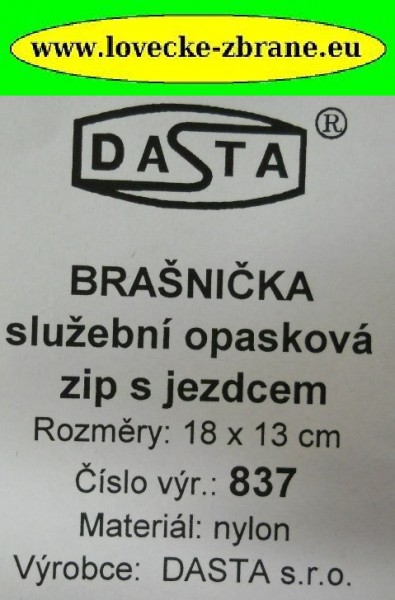 www.lovecke-zbrane.eu
DASTA ®
BRAŠNIČKA
služební opasková
zip s jezdcem
Rozměry: 18 x 13 cm
Číslo výr.: 837
Materiál: nylon
Výrobce: DASTA s.r.o.